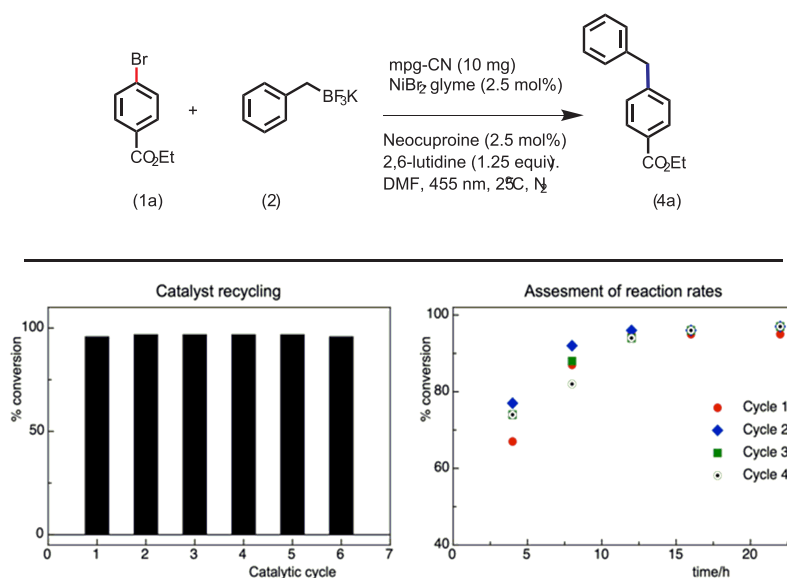 Br
BF3K
+
CO2Et
(1a)
(2)
mpg-CN (10 mg)
NiBr2 glyme (2.5 mol%)
Neocuproine (2.5 mol%)
2,6-lutidine (1.25 equiv.)
DMF, 455 nm, 25°C, N2
CO2Et
(4a)
Catalyst recycling
% conversion
100
50
0
0 1 2 3 4 5 6 7
Catalytic cycle
Assesment of reaction rates
% conversion
100
80
60
40
0 5 10 15 20
time/h
Cycle 1
Cycle 2
Cycle 3
Cycle 4